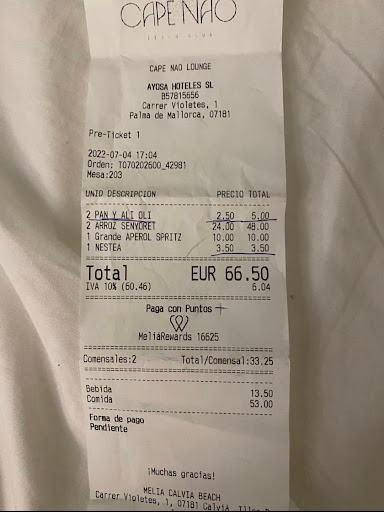 CAPE NAO
BEACH CLUB
CAPE NAO LOUNGE
AYOSA HOTELES SL
B57815656
Carrer Violetes, 1
Palma de Mallorca, 07181
Pre-Ticket 1
2022-07-04 17:04
Orden: T070202600_42981
Mesa:203
UNID DESCRIPCION PRECIO TOTAL
2 PAN Y ALI OLI 2.50 5.00
2 ARROZ SENYORET 24.00 48.00
1 Grande APEROL SPRITZ 10.00 10.00
1 NESTEA 3.50 3.50
Total EUR 66.50
IVA 10% (60.46) 6.04
Paga con Puntos
MeliáRewards 16625
Comensales:2 Total/Comensal:33.25
Bebida 13.50
Comida 53.00
Forma de pago
Pendiente
¡Muchas gracias!
MELIA CALVIA BEACH
Carrer Violetes, 1, 07181 Calviá, Illes